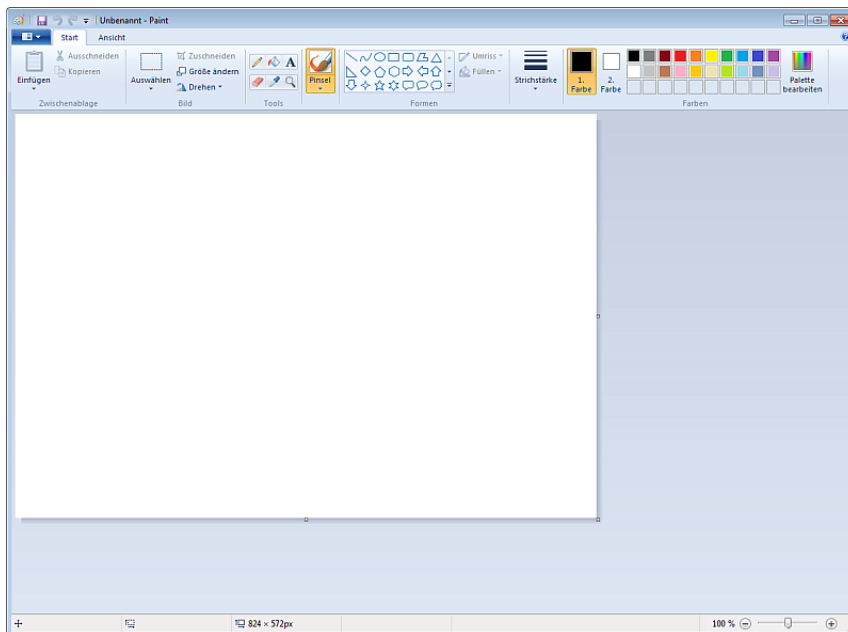 Unbenannt - Paint
Start Ansicht
Einfügen
Ausschneiden
Kopieren
Zwischenablage
Auswählen
Zuschneiden
Größe ändern
Drehen
Bild
A
Tools
Pinsel
Umriss
Füllen
Formen
Strichstärke
1. Farbe
2. Farbe
Palette bearbeiten
Farben
824 × 572px
100 %